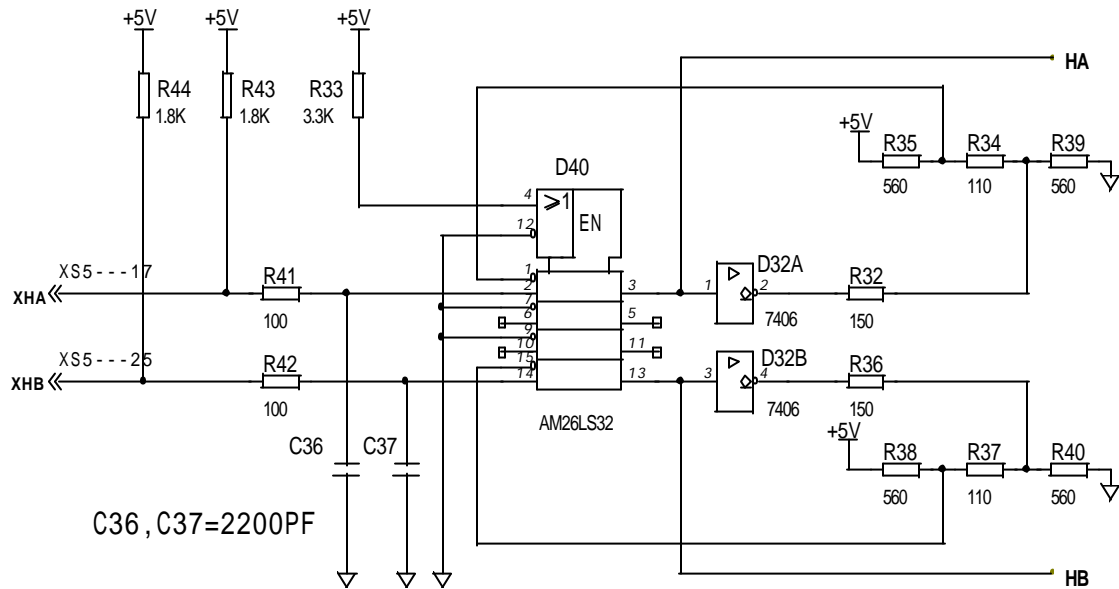 +5V +5V +5V
R44 R43 R33
1.8K 1.8K 3.3K
HA
+5V R35 R34 R39
560 110 560
D40
4 ≥1
12 EN
XS5---17
XHA R41 1 2 3 1 D32A 2 R32
100 7 7406 150
6 5
9
XS5---25
XHB R42 10 11 D32B R36
15
14 13 3 4
100 7406 150
AM26LS32
+5V
C36 C37
R38 R37 R40
560 110 560
C36,C37=2200PF
HB